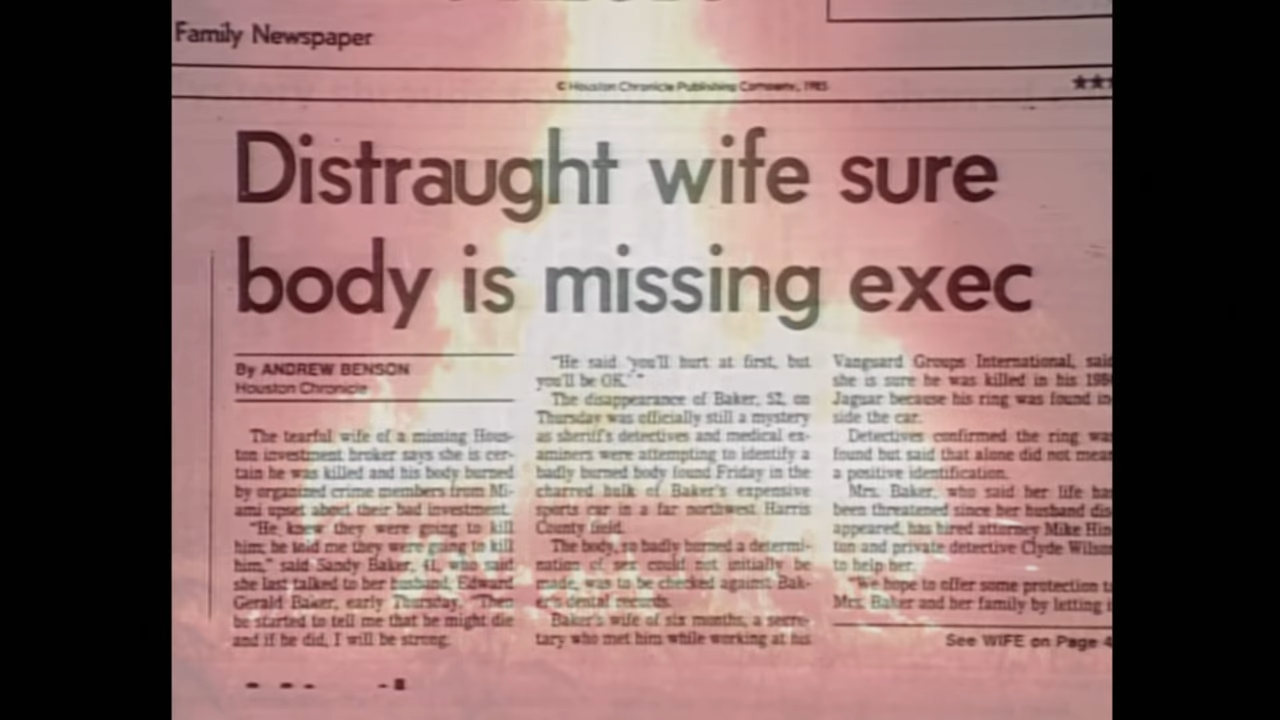 Family Newspaper
© Houston Chronicle Publishing Company, 1985
★★★
Distraught wife sure
body is missing exec
By ANDREW BENSON
Houston Chronicle
The tearful wife of a missing Hous-
ton investment broker says she is cer-
tain he was killed and his body burned
by organized crime members from Mi-
ami upset about their bad investment.
"He knew they were going to kill
him; he told me they were going to kill
him," said Sandy Baker, 41, who said
she last talked to her husband, Edward
Gerald Baker, early Thursday. "Then
he started to tell me that he might die
and if he did, I will be strong.
"He said 'you'll hurt at first, but
you'll be OK.' "
The disappearance of Baker, 52, on
Thursday was officially still a mystery
as sheriff's detectives and medical ex-
aminers were attempting to identify a
badly burned body found Friday in the
charred hulk of Baker's expensive
sports car in a far northwest Harris
County field.
The body, so badly burned a determi-
nation of sex could not initially be
made, was to be checked against Bak-
er's dental records.
Baker's wife of six months, a secre-
tary who met him while working at his
Vanguard Groups International, said
she is sure he was killed in his 198
Jaguar because his ring was found in-
side the car.
Detectives confirmed the ring was
found but said that alone did not mean
a positive identification.
Mrs. Baker, who said her life has
been threatened since her husband dis
appeared, has hired attorney Mike Hin
ton and private detective Clyde Wilson
to help her.
"We hope to offer some protection t
Mrs. Baker and her family by letting i
See WIFE on Page 4